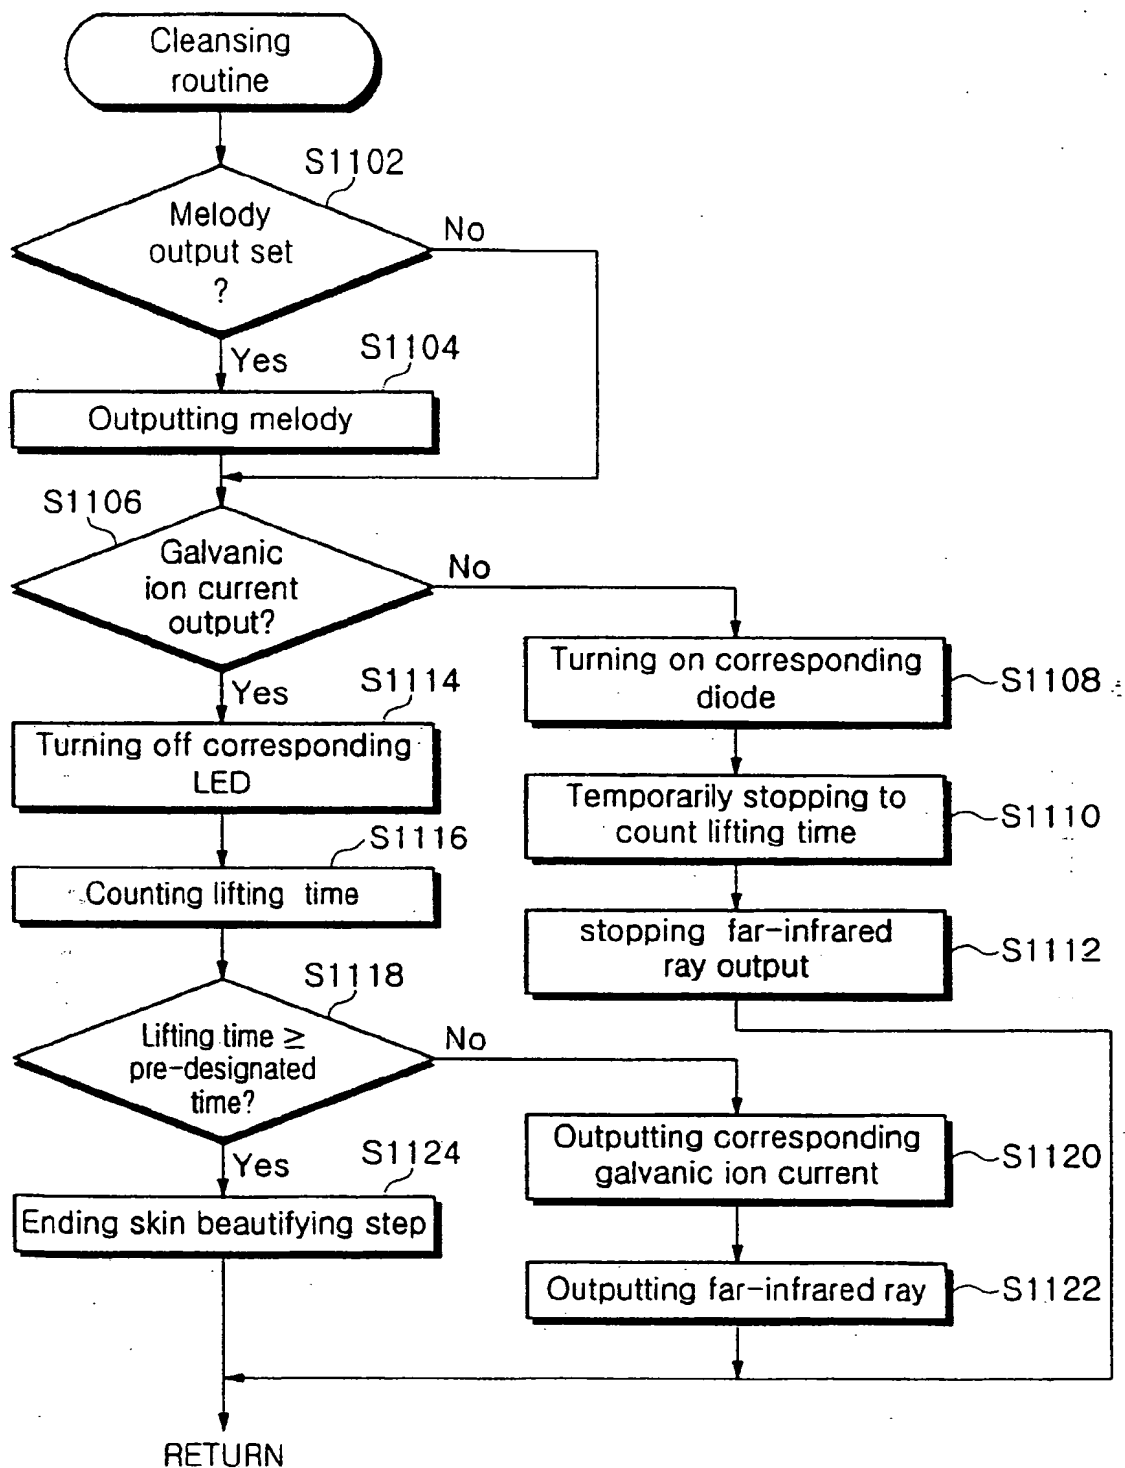 Cleansing
routine
S1102
Melody
output set
?
No
Yes
S1104
Outputting melody
S1106
Galvanic
ion current
output?
No
Yes
Turning on corresponding
diode
S1108
Temporarily stopping to
count lifting time
S1110
stopping far-infrared
ray output
S1112
S1114
Turning off corresponding
LED
S1116
Counting lifting time
S1118
Lifting time ≥
pre-designated
time?
No
Yes
Outputting corresponding
galvanic ion current
S1120
Outputting far-infrared ray
S1122
S1124
Ending skin beautifying step
RETURN